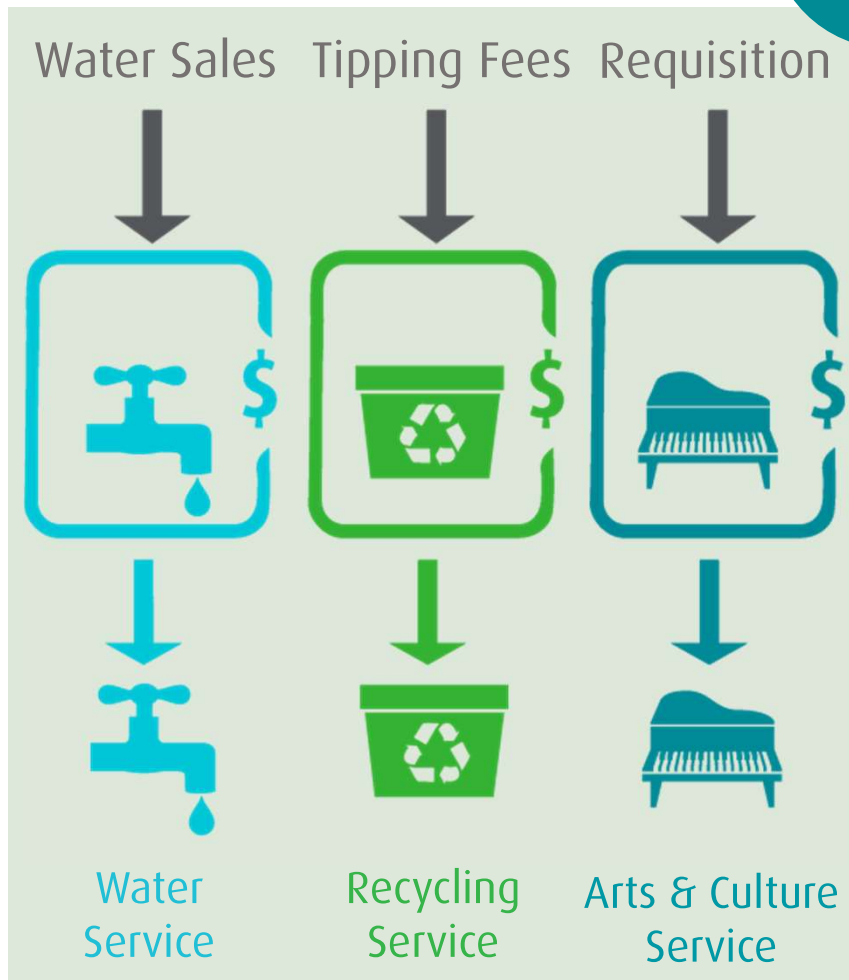 Water Sales
Tipping Fees
Requisition
$
$
$
Water
Service
Recycling
Service
Arts & Culture
Service